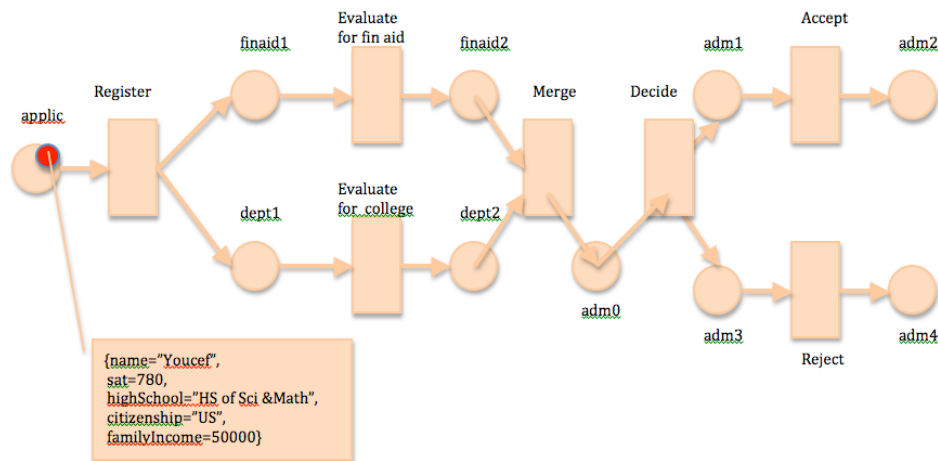 Evaluate
for fin aid
finaid1
finaid2
adm1
Accept
adm2
Register
Merge
Decide
applic
Evaluate
for college
dept1
dept2
adm0
adm3
adm4
Reject
{name=”Youcef”,
sat=780,
highSchool=”HS of Sci &Math”,
citizenship=”US”,
familyIncome=50000}